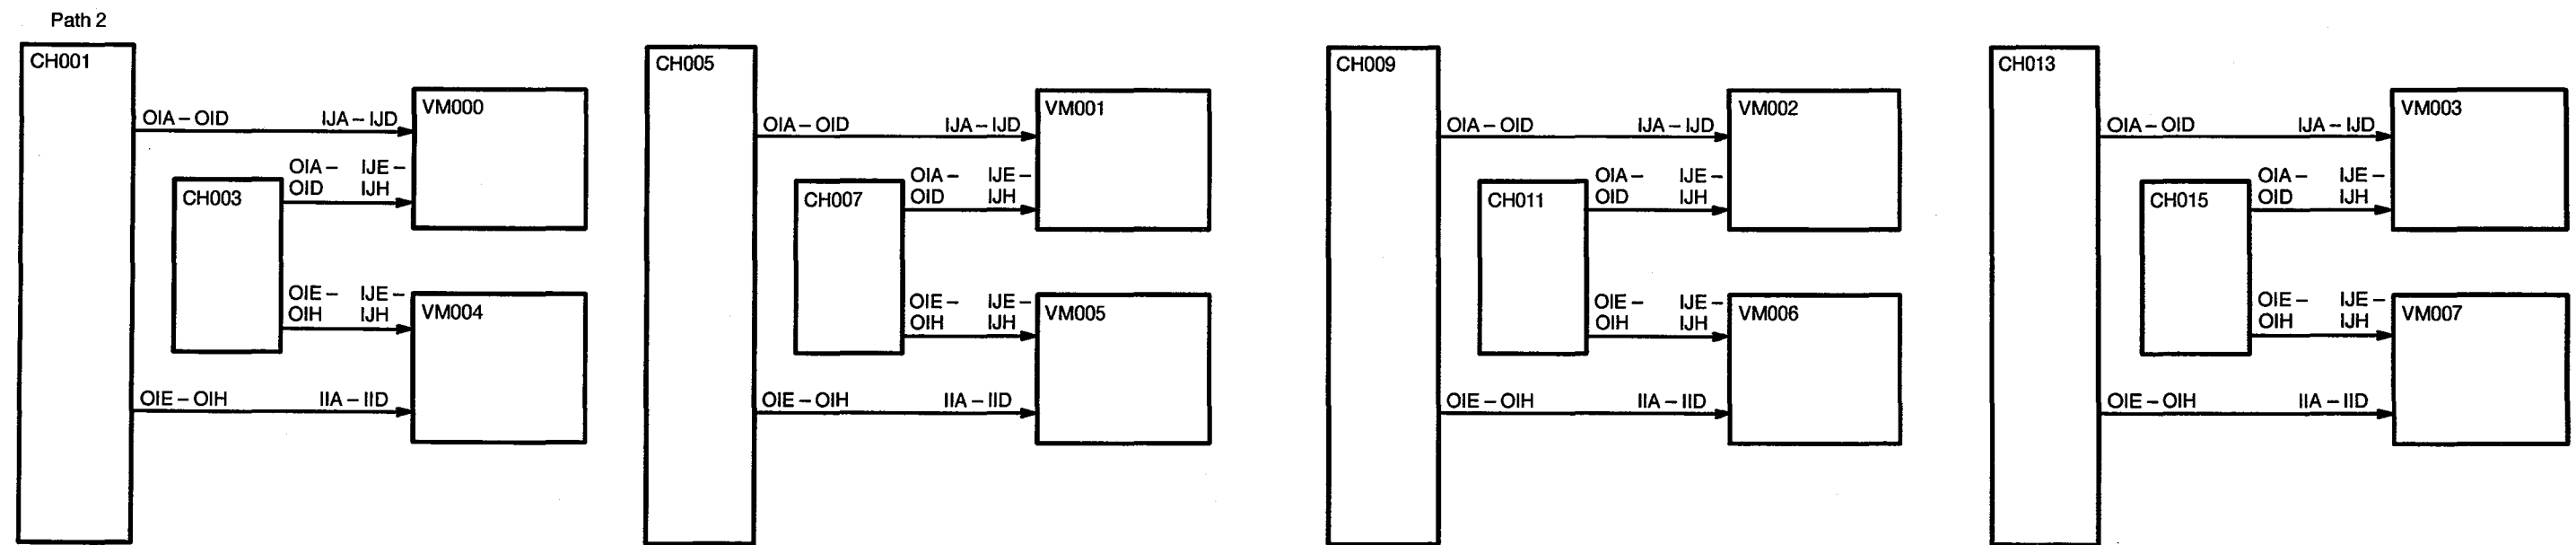 Path 2
CH001
VM000
OIA – OID IJA – IJD
OIA – IJE –
OID IJH
CH003
OIE – IJE –
OIH IJH
VM004
OIE – OIH IIA – IID
CH005
VM001
OIA – OID IJA – IJD
OIA – IJE –
OID IJH
CH007
OIE – IJE –
OIH IJH
VM005
OIE – OIH IIA – IID
CH009
VM002
OIA – OID IJA – IJD
OIA – IJE –
OID IJH
CH011
OIE – IJE –
OIH IJH
VM006
OIE – OIH IIA – IID
CH013
VM003
OIA – OID IJA – IJD
OIA – IJE –
OID IJH
CH015
OIE – IJE –
OIH IJH
VM007
OIE – OIH IIA – IID